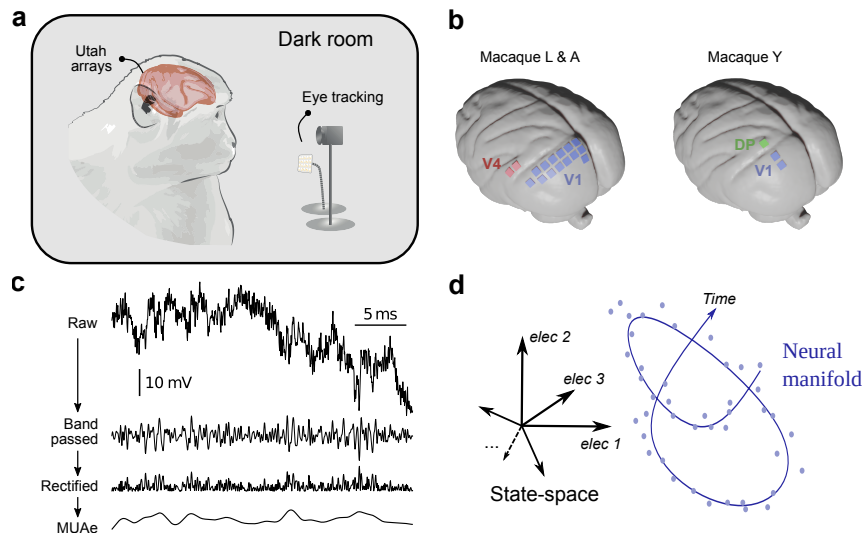 a
Dark room
Utah
arrays
Eye tracking
b
Macaque L & A
Macaque Y
V4
V1
DP
V1
c
Raw
5 ms
10 mV
Band
passed
Rectified
MUAe
d
Time
elec 2
elec 3
elec 1
...
State-space
Neural
manifold